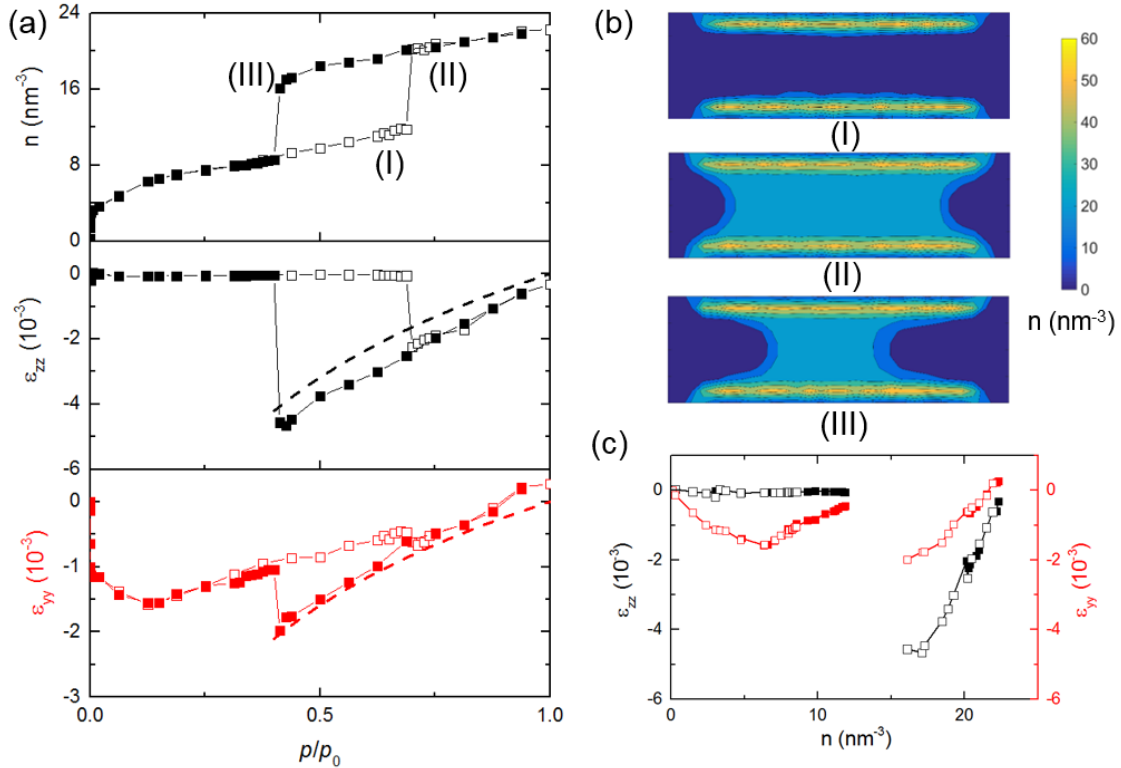 (a)
n (nm-3)
24
16
8
0
(III)
(II)
(I)
εzz (10-3)
0
-2
-4
-6
εyy (10-3)
0
-1
-2
-3
0.0
0.5
1.0
p/p0
(b)
(I)
(II)
(III)
60
50
40
30
20
10
0
n (nm-3)
(c)
εzz (10-3)
0
-2
-4
-6
0
10
20
n (nm-3)
0
-2
-4
-6
εyy (10-3)